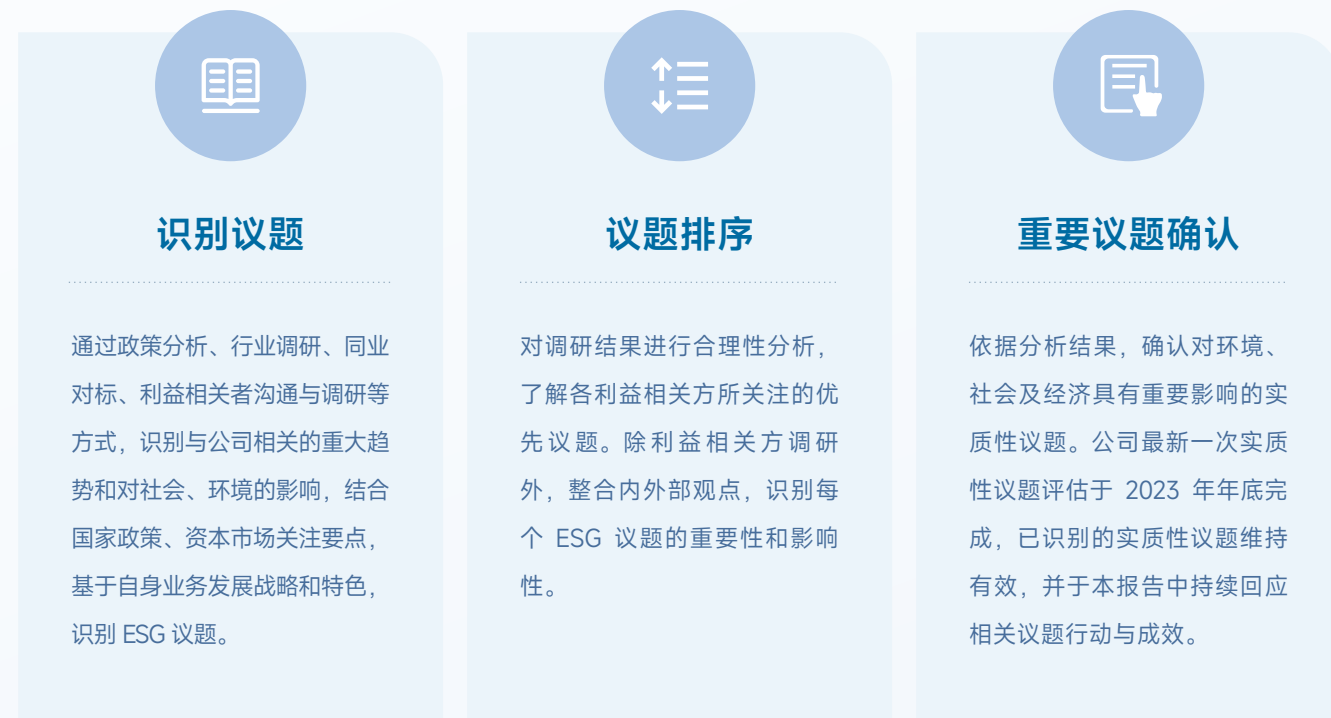 识别议题
通过政策分析、行业调研、同业
对标、利益相关者沟通与调研等
方式，识别与公司相关的重大趋
势和对社会、环境的影响，结合
国家政策、资本市场关注要点，
基于自身业务发展战略和特色，
识别 ESG 议题。
议题排序
对调研结果进行合理性分析，
了解各利益相关方所关注的优
先议题。除利益相关方调研
外，整合内外部观点，识别每
个 ESG 议题的重要性和影响
性。
重要议题确认
依据分析结果，确认对环境、
社会及经济具有重要影响的实
质性议题。公司最新一次实质
性议题评估于 2023 年年底完
成，已识别的实质性议题维持
有效，并于本报告中持续回应
相关议题行动与成效。